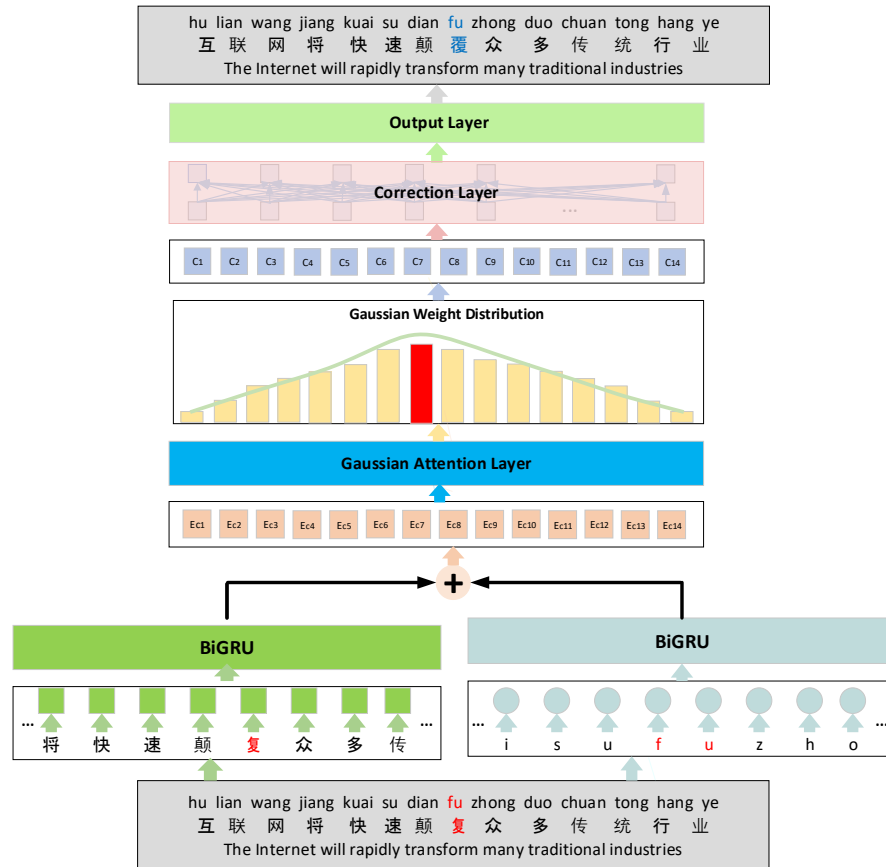 hu lian wang jiang kuai su dian fu zhong duo chuan tong hang ye
互 联 网 将 快 速 颠 覆 众 多 传 统 行 业
The Internet will rapidly transform many traditional industries
Output Layer
Correction Layer
...
C1 C2 C3 C4 C5 C6 C7 C8 C9 C10 C11 C12 C13 C14
Gaussian Weight Distribution
Gaussian Attention Layer
Ec1 Ec2 Ec3 Ec4 Ec5 Ec6 Ec7 Ec8 Ec9 Ec10 Ec11 Ec12 Ec13 Ec14
+
BiGRU
... ...
将 快 速 颠 复 众 多 传
BiGRU
... ...
i s u f u z h o
hu lian wang jiang kuai su dian fu zhong duo chuan tong hang ye
互 联 网 将 快 速 颠 复 众 多 传 统 行 业
The Internet will rapidly transform many traditional industries